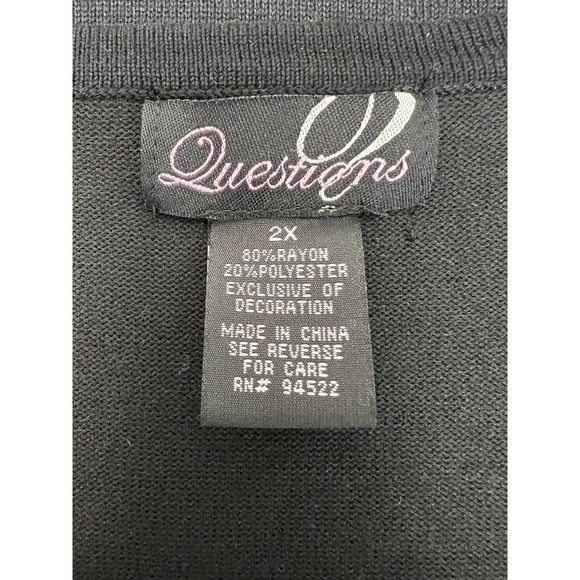 Questions
2X
80%RAYON
20%POLYESTER
EXCLUSIVE OF
DECORATION
MADE IN CHINA
SEE REVERSE
FOR CARE
RN# 94522